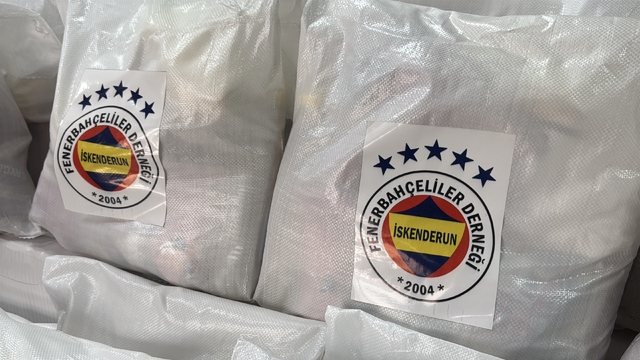 FENERBAHÇELİLER DERNEĞİ
İSKENDERUN
* 2004 *
FENERBAHÇELİLER DERNEĞİ
İSKENDERUN
* 2004 *